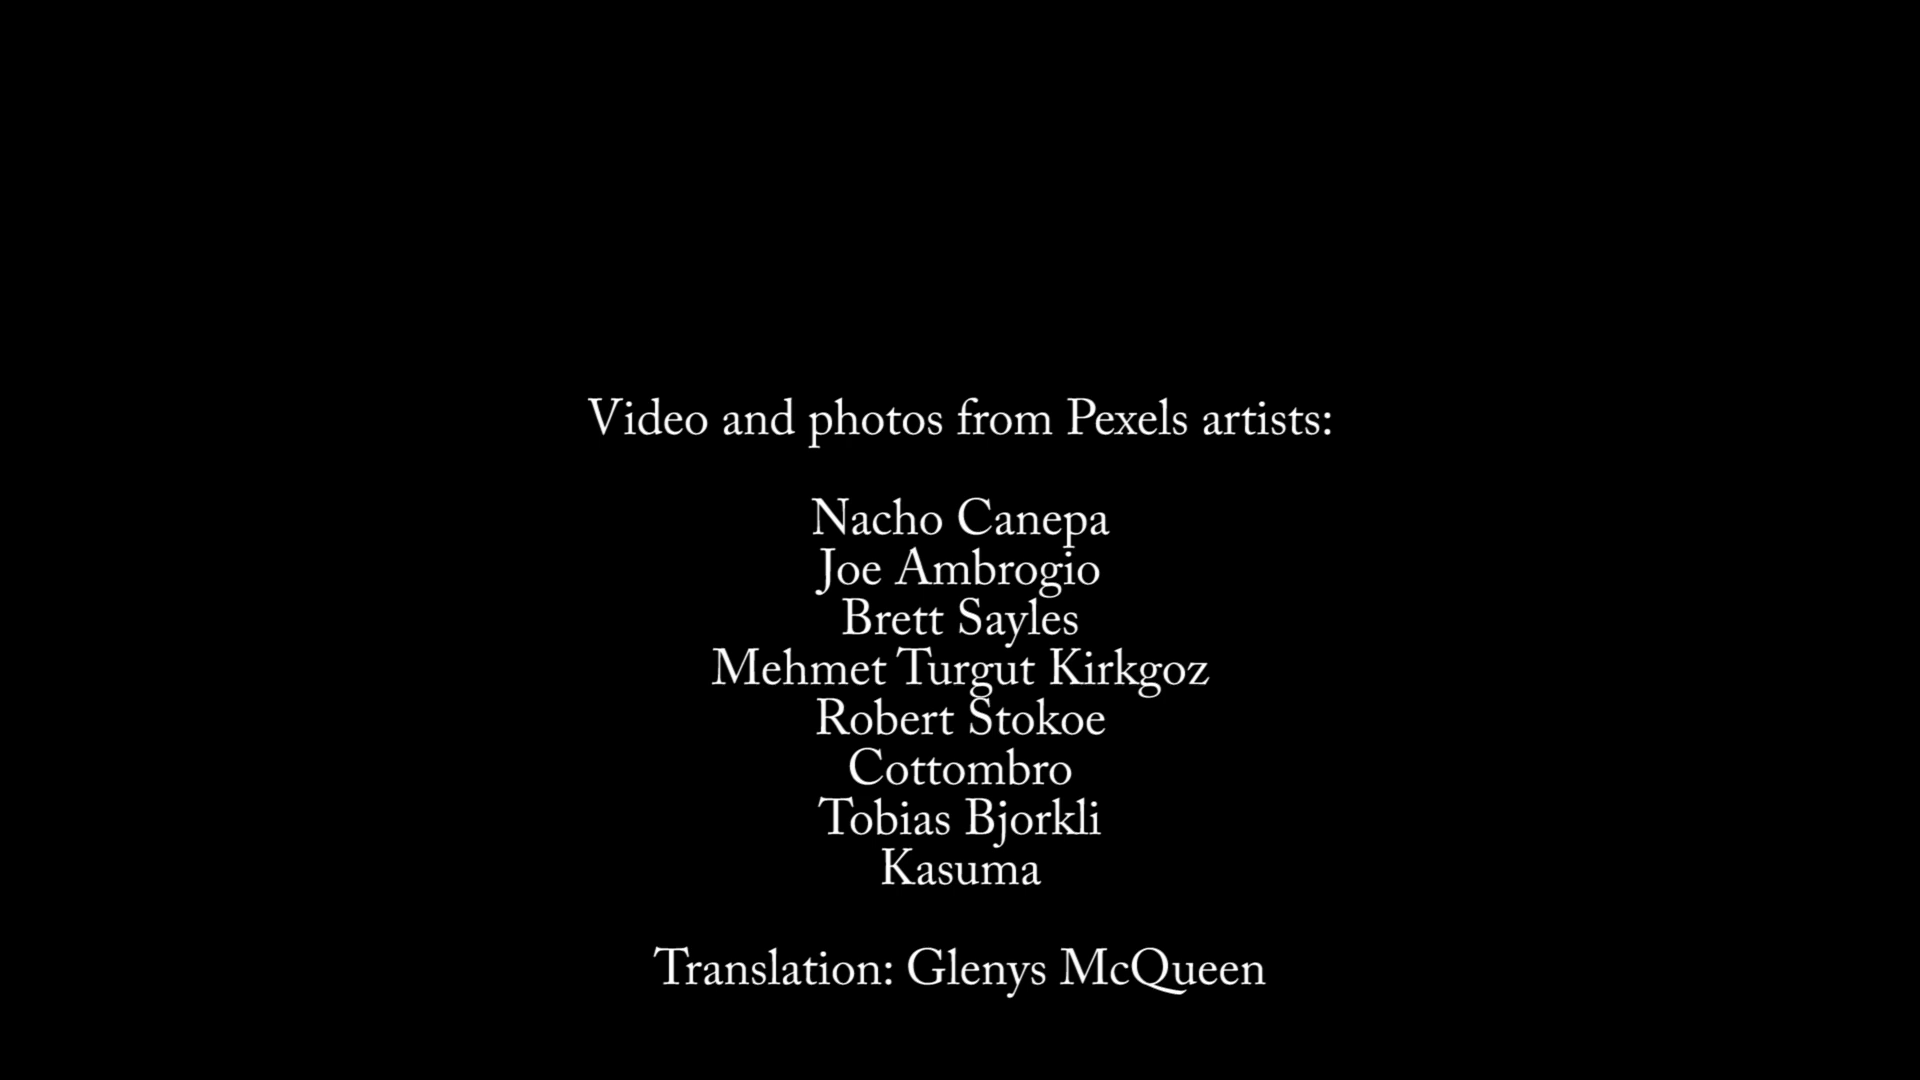 Video and photos from Pexels artists:
Nacho Canepa
Joe Ambrogio
Brett Sayles
Mehmet Turgut Kirkgoz
Robert Stokoe
Cottombro
Tobias Bjorkli
Kasuma
Translation: Glenys McQueen